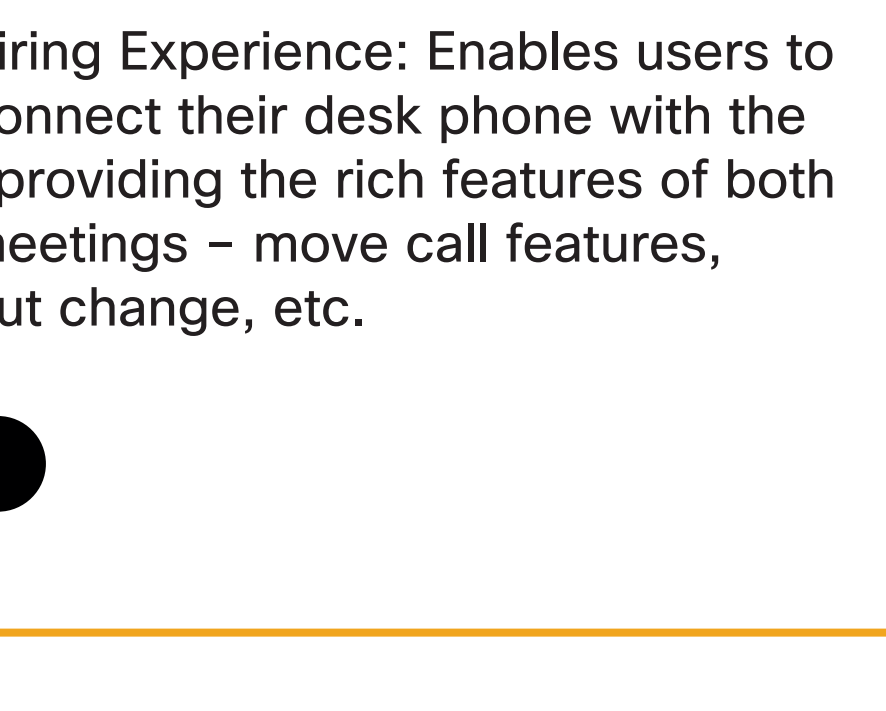 iring Experience: Enables users to
onnect their desk phone with the
providing the rich features of both
eetings – move call features,
ut change, etc.